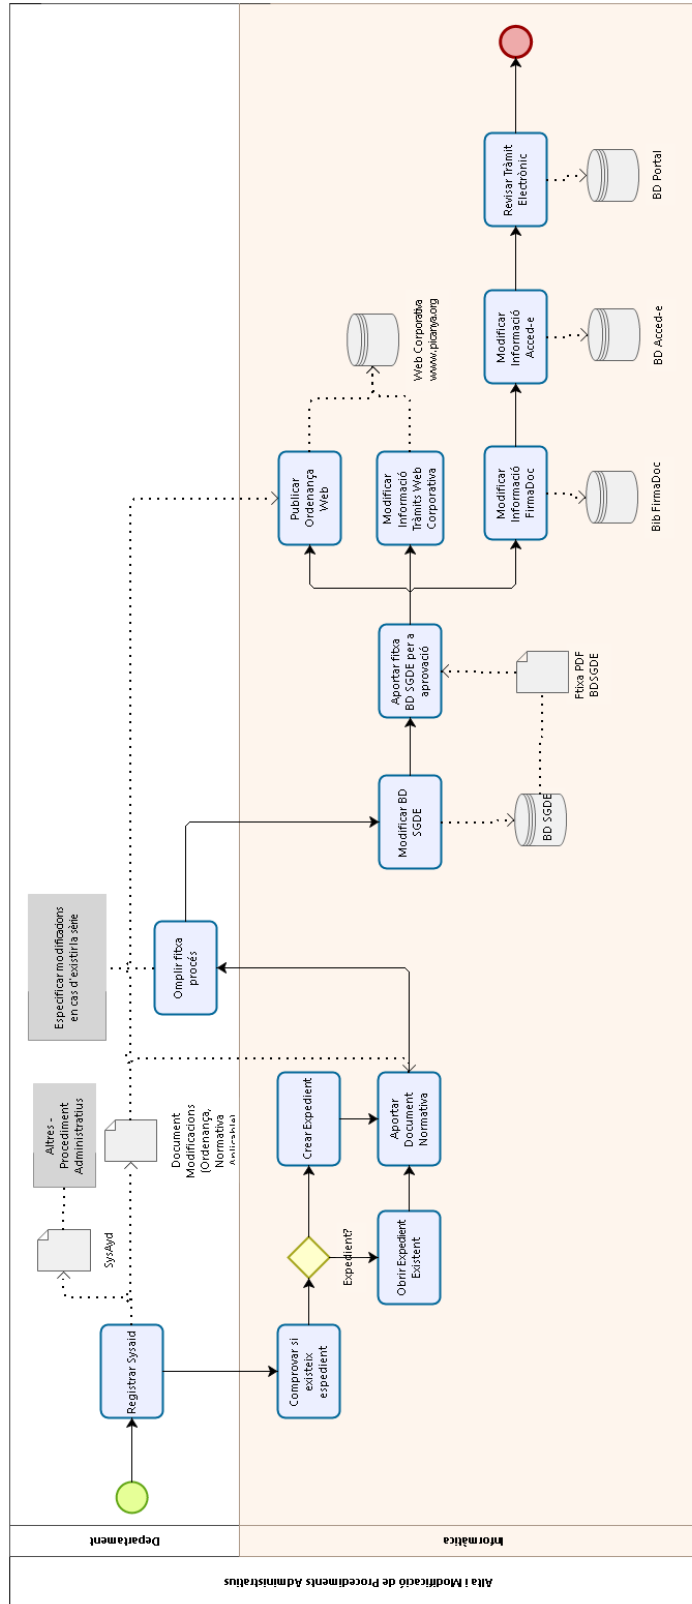 Alta i Modificació de Procediments Administratius
Departament
Informàtica
Registrar Sysaid
SysAyd
Altres -
Procediment
Administratius
Document
Modificacions
(Ordenança,
Normativa
Aplicable)
Comprovar si
existeix
espedient
Expedient?
Crear Expedient
Obrir Expedient
Existent
Aportar
Document
Normativa
Especificar modificacions
en cas d'existir la sèrie
Omplir fitxa
procés
Modificar BD
SGDE
BD SGDE
Aportar fitxa
BD SGDE per a
aprovació
Ftixa PDF
BDSGDE
Publicar
Ordenança
Web
Modificar
Informació
Tràmits Web
Corporativa
Web Corporativa
www.picanya.org
Modificar
Informació
FirmaDoc
Bib FirmaDoc
Modificar
Informació
Acced-e
BD Acced-e
Revisar Tràmit
Electrònic
BD Portal